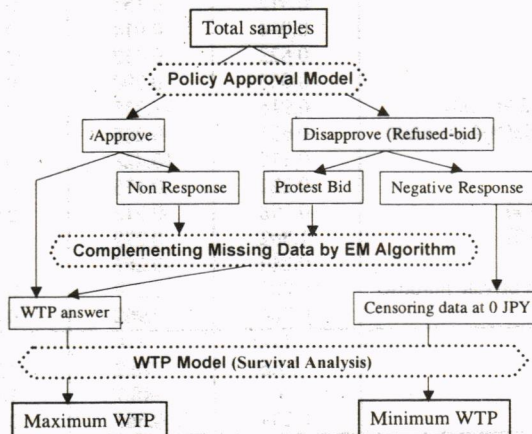 Total samples
Policy Approval Model
Approve
Disapprove (Refused-bid)
Non Response
Protest Bid
Negative Response
Complementing Missing Data by EM Algorithm
WTP answer
Censoring data at 0 JPY
WTP Model (Survival Analysis)
Maximum WTP
Minimum WTP